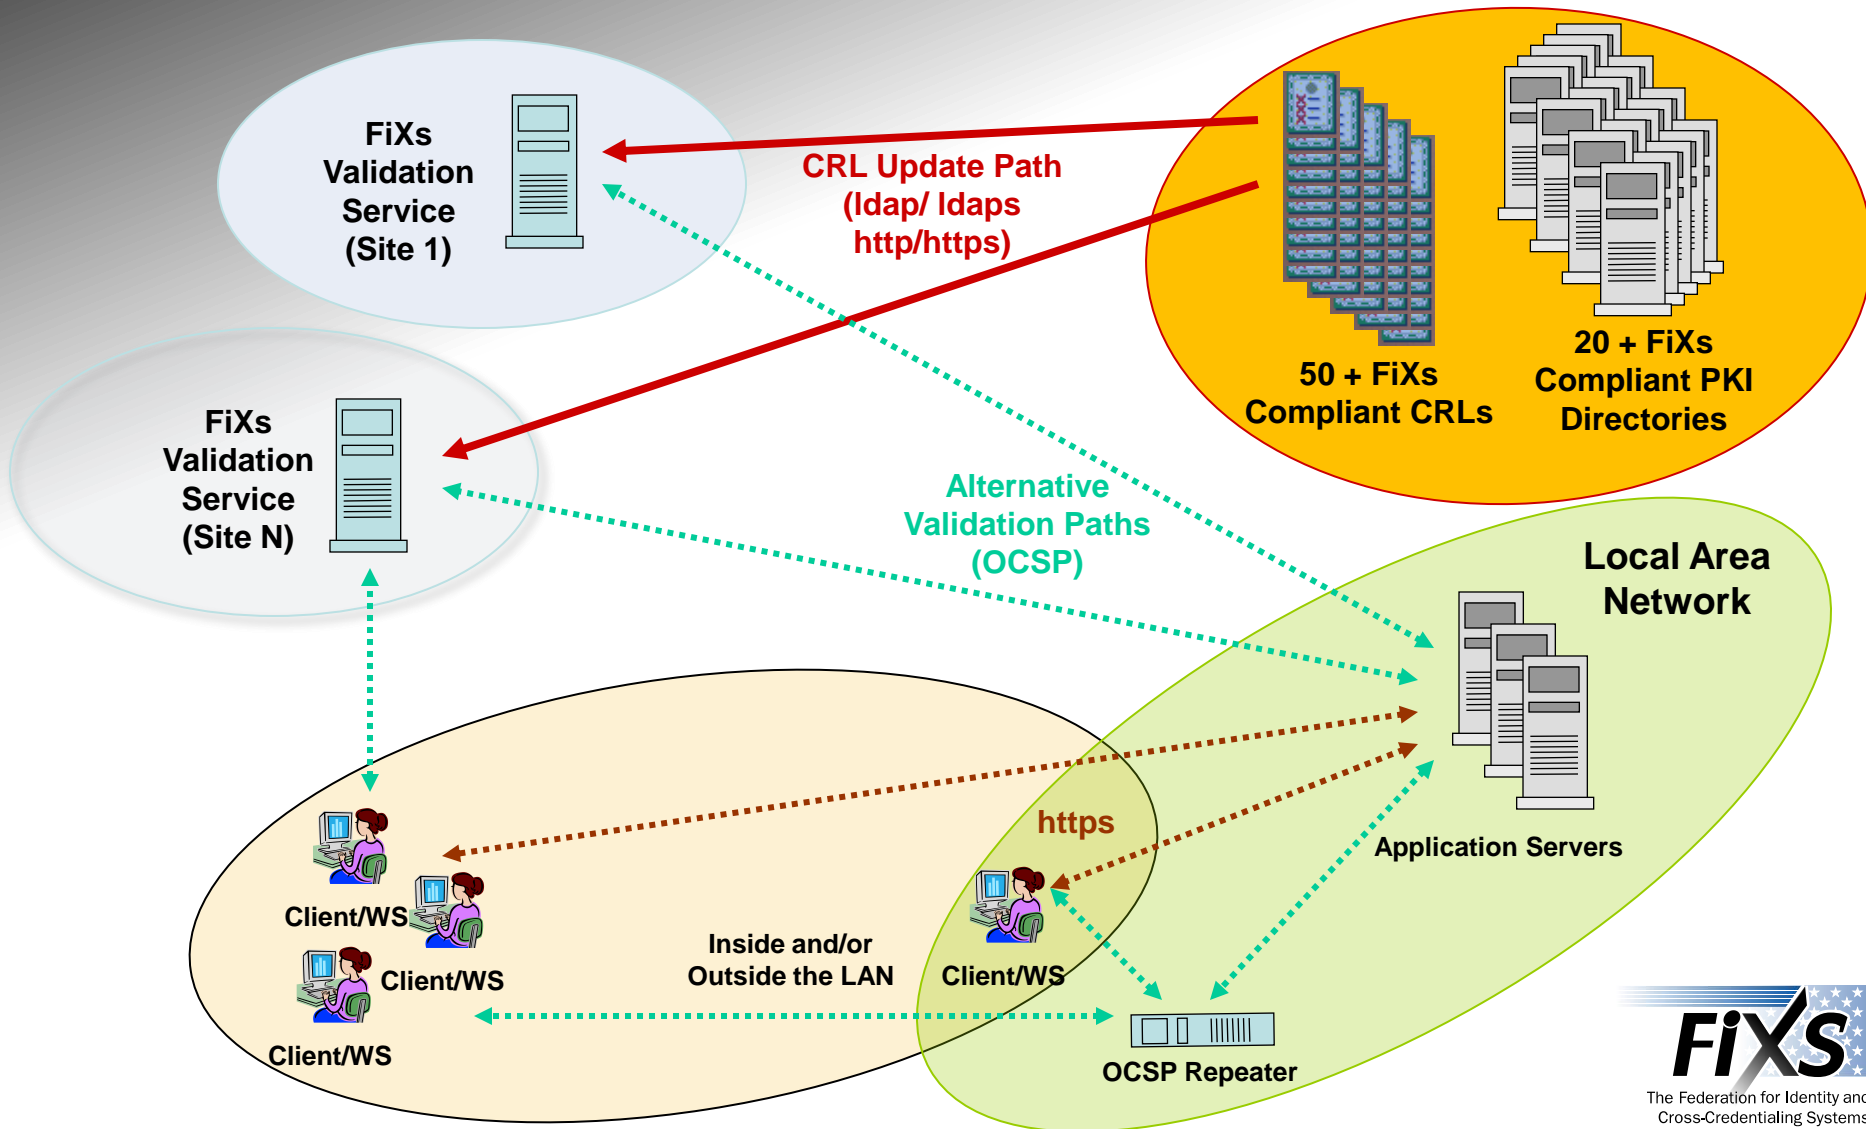 FiXs
Validation
Service
(Site 1)
CRL Update Path
(ldap/ ldaps
http/https)
50 + FiXs
Compliant CRLs
20 + FiXs
Compliant PKI
Directories
FiXs
Validation
Service
(Site N)
Alternative
Validation Paths
(OCSP)
Local Area
Network
https
Application Servers
Client/WS
Client/WS
Client/WS
Inside and/or
Outside the LAN
Client/WS
OCSP Repeater
FiXs
The Federation for Identity and
Cross-Credentialing Systems